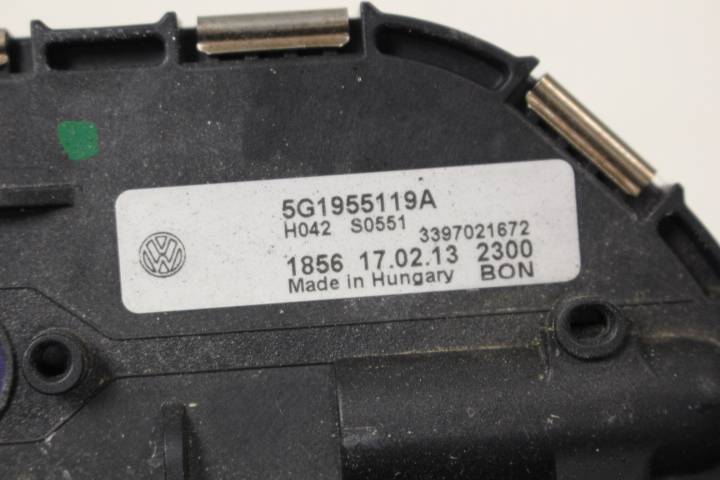 5G1955119A
H042 S0551 3397021672
1856 17.02.13 2300
Made in Hungary BON